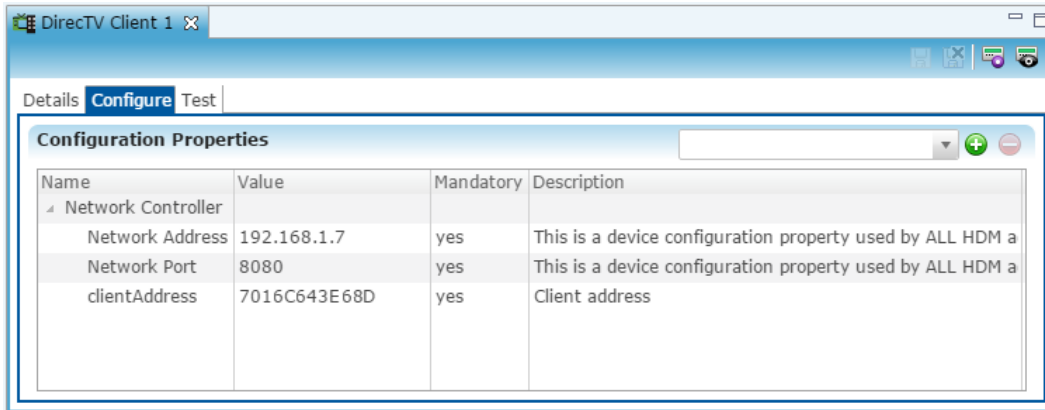 DirecTV Client 1
Details Configure Test
Configuration Properties
Name Value Mandatory Description
Network Controller
Network Address 192.168.1.7 yes This is a device configuration property used by ALL HDM a
Network Port 8080 yes This is a device configuration property used by ALL HDM a
clientAddress 7016C643E68D yes Client address